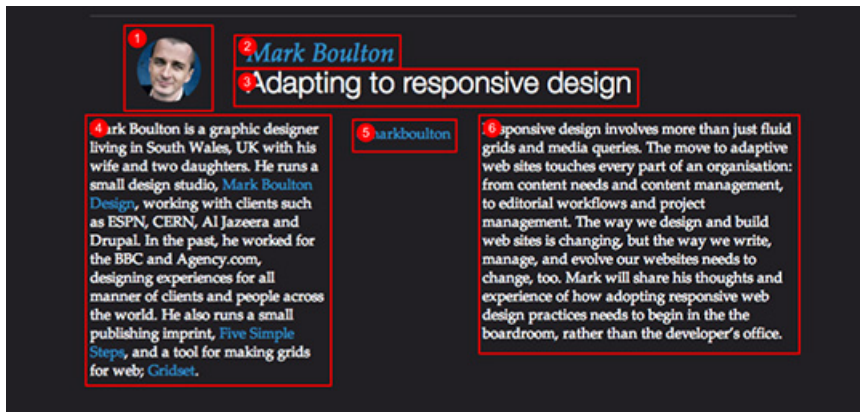 1
2
Mark Boulton
3
Adapting to responsive design
4
Mark Boulton is a graphic designer
living in South Wales, UK with his
wife and two daughters. He runs a
small design studio, Mark Boulton
Design, working with clients such
as ESPN, CERN, Al Jazeera and
Drupal. In the past, he worked for
the BBC and Agency.com,
designing experiences for all
manner of clients and people across
the world. He also runs a small
publishing imprint, Five Simple
Steps, and a tool for making grids
for web; Gridset.
5
markboulton
6
Responsive design involves more than just fluid
grids and media queries. The move to adaptive
web sites touches every part of an organisation:
from content needs and content management,
to editorial workflows and project
management. The way we design and build
web sites is changing, but the way we write,
manage, and evolve our websites needs to
change, too. Mark will share his thoughts and
experience of how adopting responsive web
design practices needs to begin in the the
boardroom, rather than the developer's office.